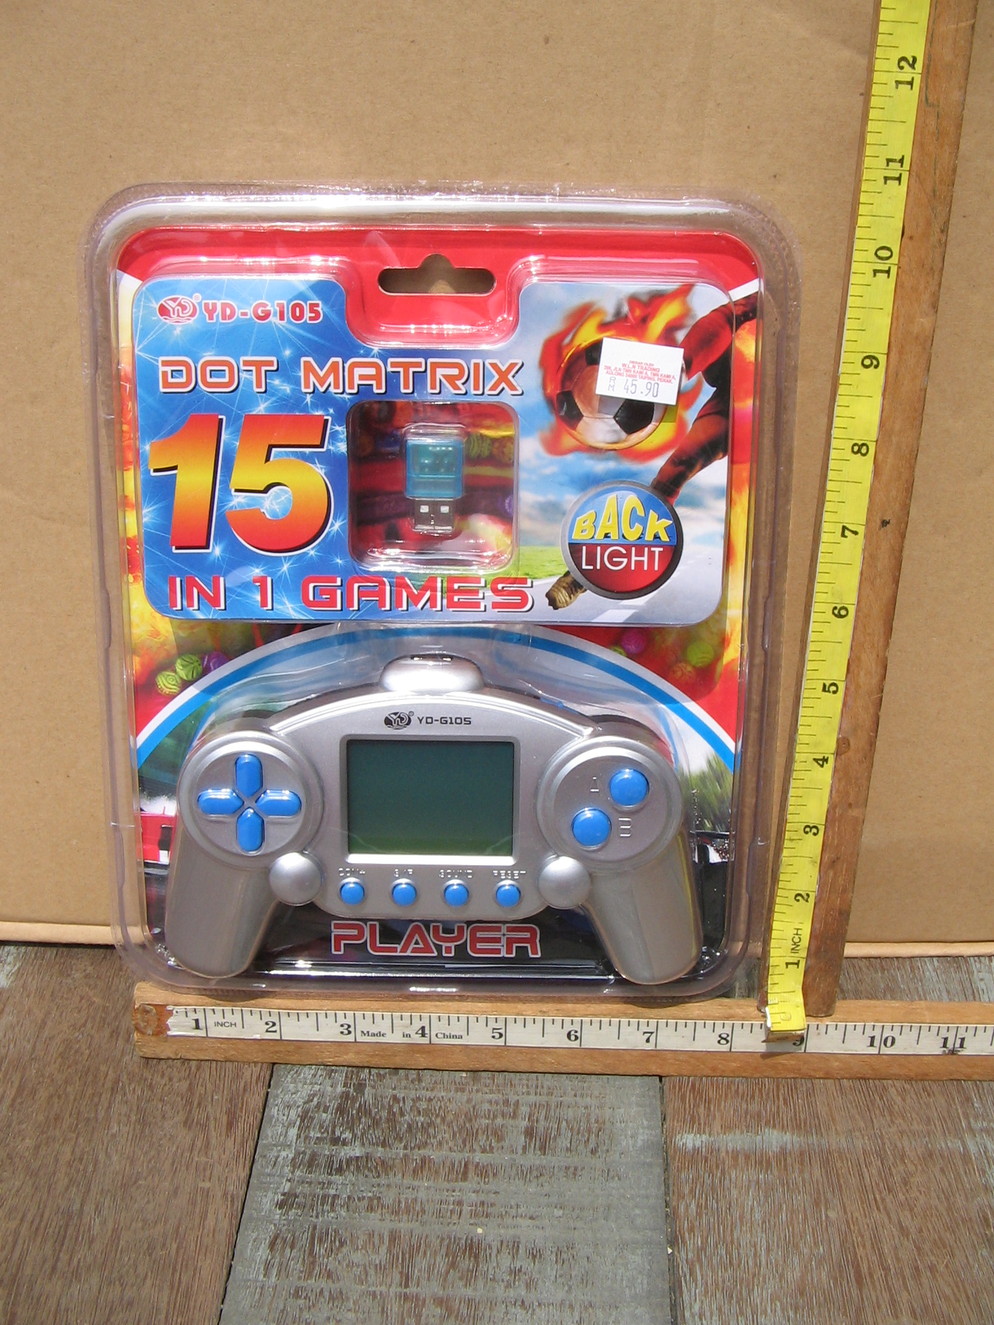 YD-G105
DOT MATRIX
15
IN 1 GAMES
45.90
BACK
LIGHT
YD-G105
SOUND
RESET
PLAYER
12
11
10
9
8
7
6
5
4
3
2
1 INCH
1 INCH 2 3 Made in 4 China 5 6 7 8 9 10 11